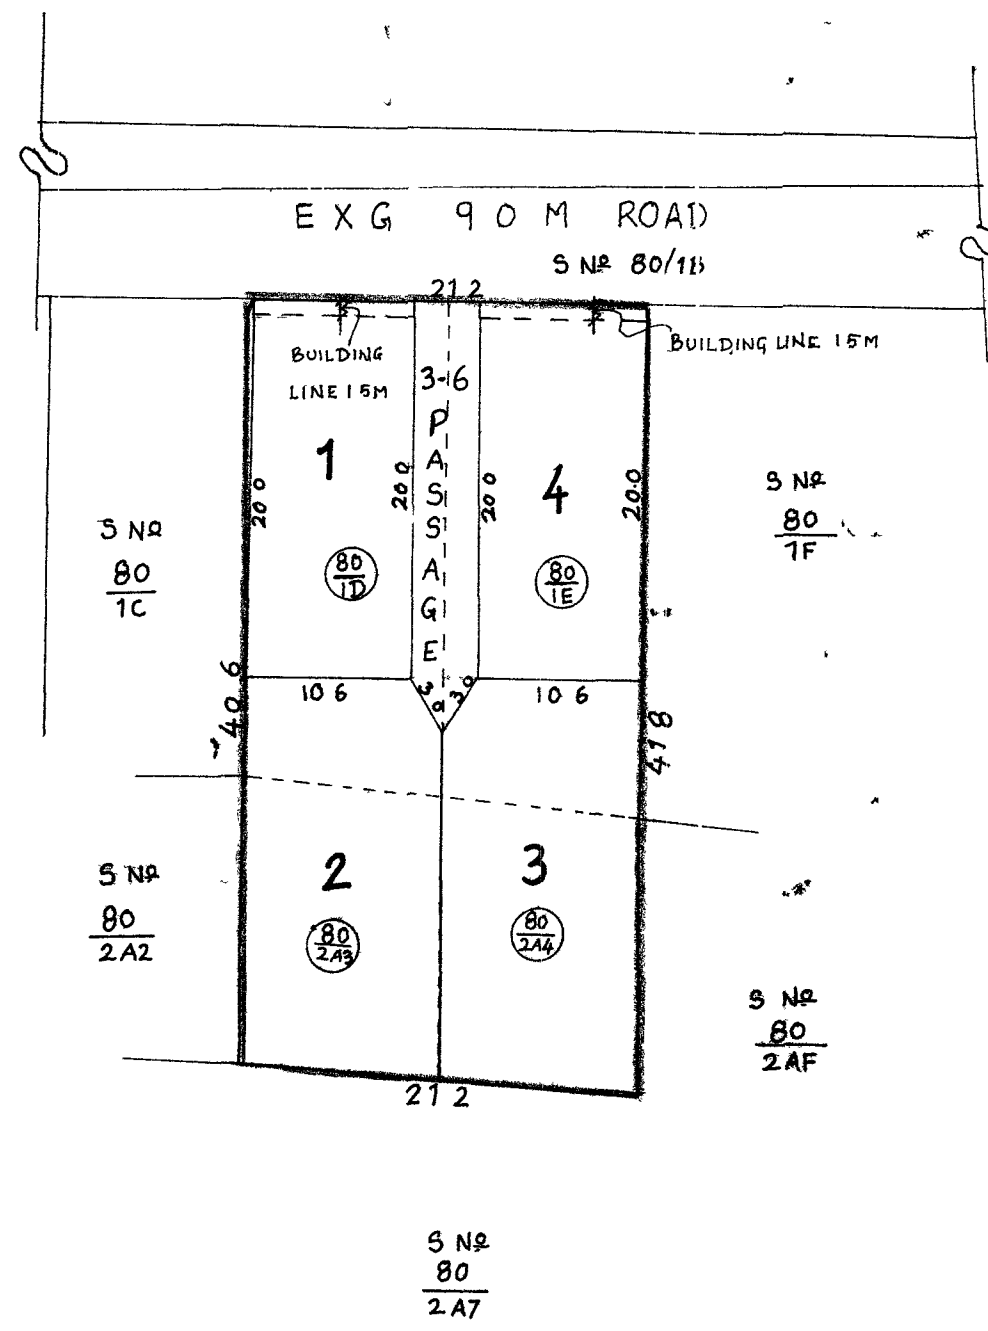 EXG 90M ROAD
S No 80/1B
21 2
BUILDING
LINE 1 5M
BUILDING LINE 1 5M
3-6
PASSAGE
1
4
20 0
20 0
20 0
20.0
S No
80
1F
S No
80
1C
80
1D
80
1E
40 6
10 6
3 0
3 0
10 6
41 8
2
3
S No
80
2A2
80
2A3
80
2A4
S No
80
2AF
21 2
S No
80
2A7